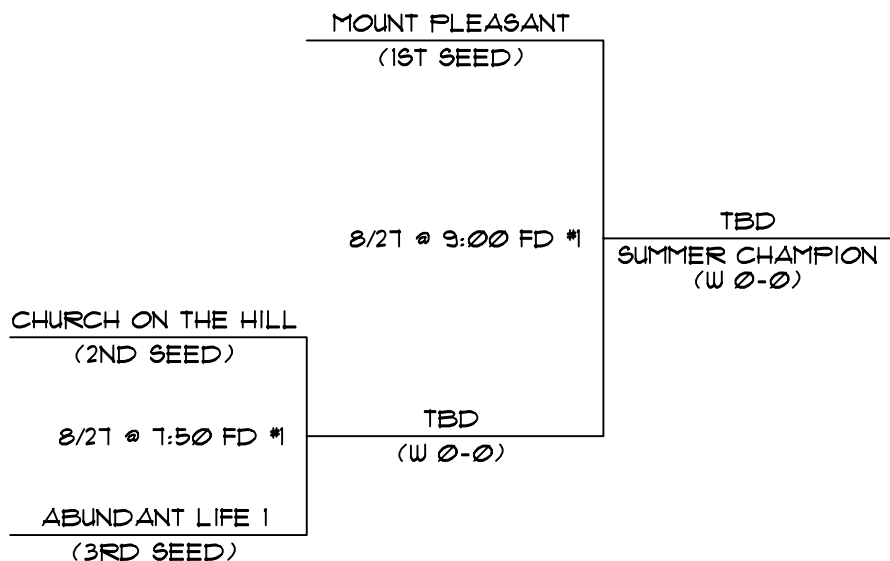 MOUNT PLEASANT
(1ST SEED)
8/27 @ 9:00 FD #1
TBD
SUMMER CHAMPION
(W 0-0)
CHURCH ON THE HILL
(2ND SEED)
8/27 @ 7:50 FD #1
TBD
(W 0-0)
ABUNDANT LIFE 1
(3RD SEED)